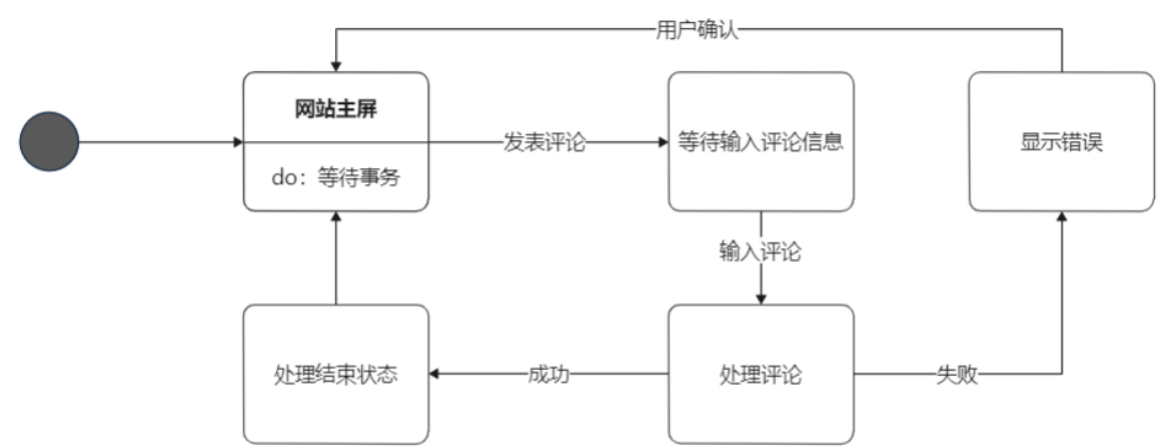 用户确认
网站主屏
发表评论
等待输入评论信息
显示错误
do：等待事务
输入评论
处理结束状态
成功
处理评论
失败